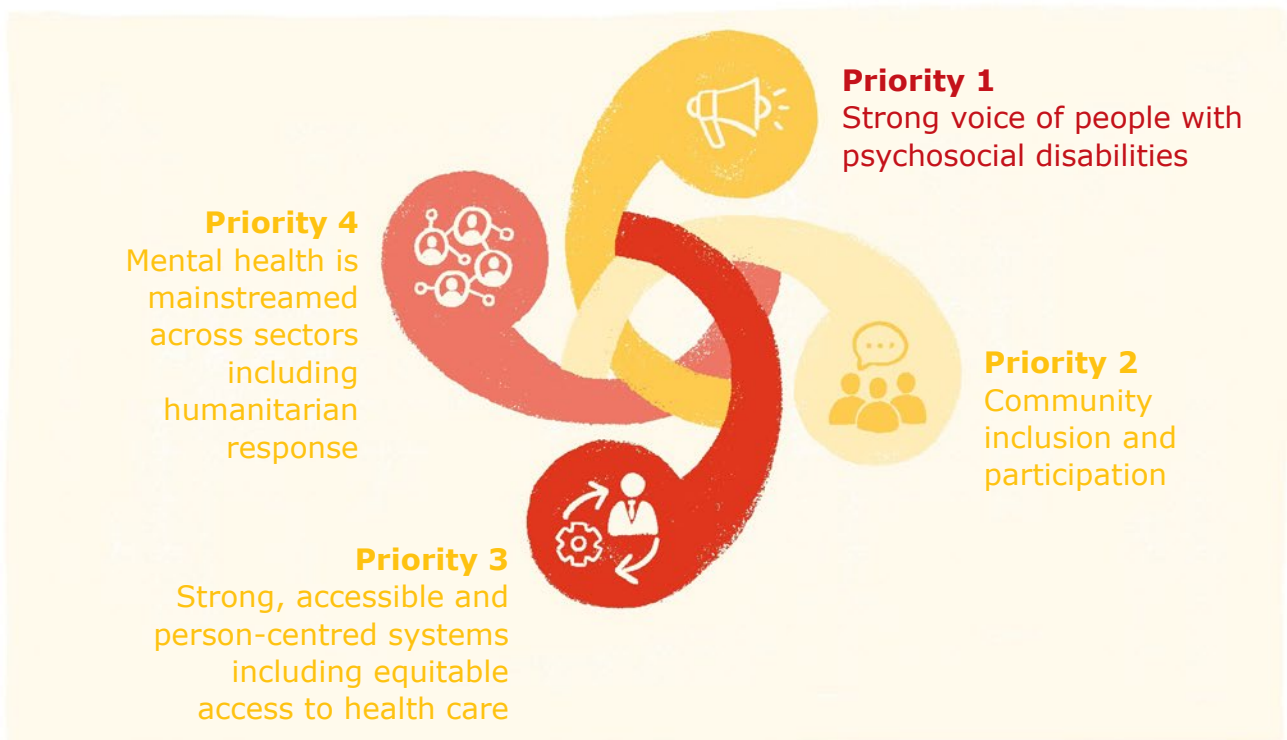 Priority 1
Strong voice of people with
psychosocial disabilities
Priority 2
Community
inclusion and
participation
Priority 3
Strong, accessible and
person-centred systems
including equitable
access to health care
Priority 4
Mental health is
mainstreamed
across sectors
including
humanitarian
response